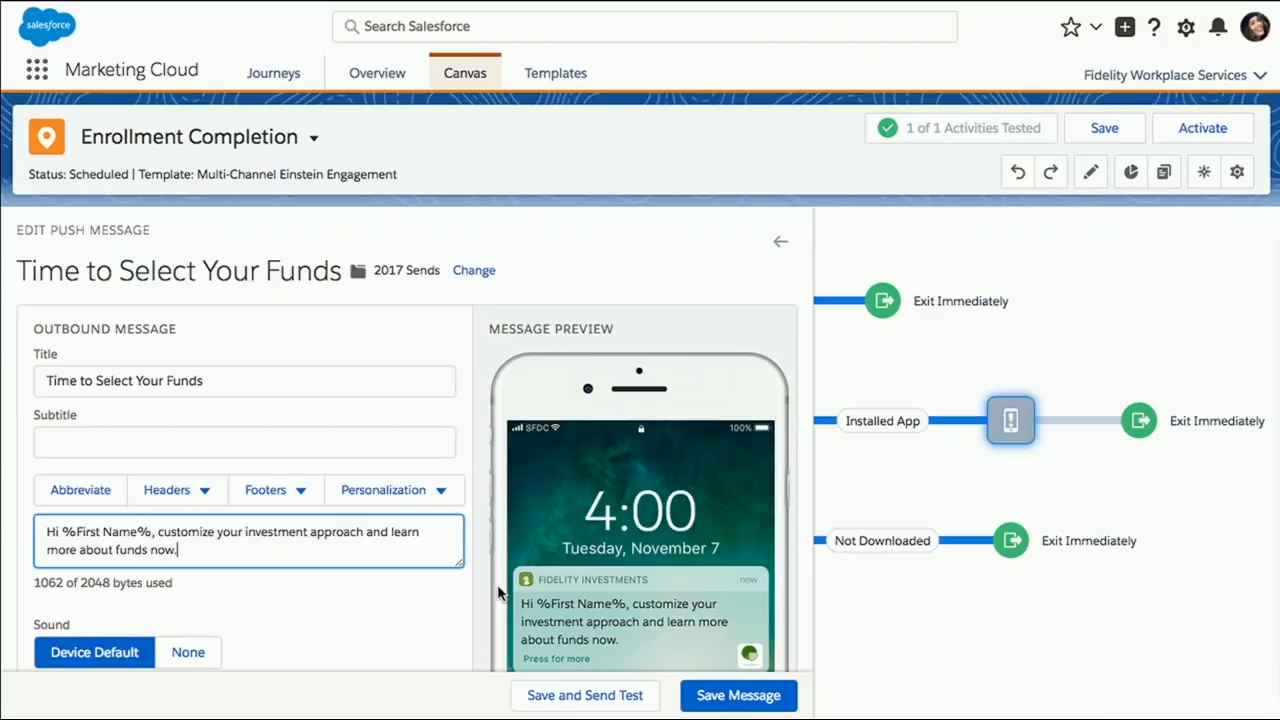 salesforce
Search Salesforce
Marketing Cloud
Journeys
Overview
Canvas
Templates
Fidelity Workplace Services
Enrollment Completion
1 of 1 Activities Tested
Save
Activate
Status: Scheduled | Template: Multi-Channel Einstein Engagement
EDIT PUSH MESSAGE
Time to Select Your Funds
2017 Sends
Change
OUTBOUND MESSAGE
Title
Time to Select Your Funds
Subtitle
Abbreviate
Headers
Footers
Personalization
Hi %First Name%, customize your investment approach and learn
more about funds now.
1062 of 2048 bytes used
Sound
Device Default
None
MESSAGE PREVIEW
SFDC
100%
4:00
Tuesday, November 7
FIDELITY INVESTMENTS
now
Hi %First Name%, customize your
investment approach and learn more
about funds now.
Press for more
Save and Send Test
Save Message
Exit Immediately
Installed App
Exit Immediately
Not Downloaded
Exit Immediately